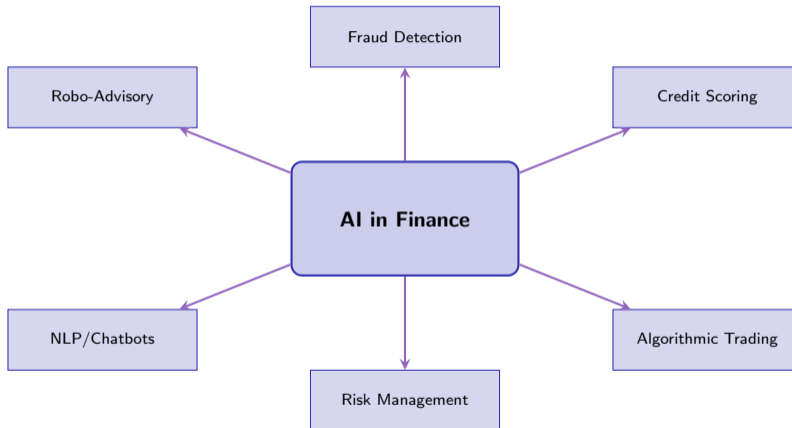 Fraud Detection
Robo-Advisory
Credit Scoring
AI in Finance
NLP/Chatbots
Algorithmic Trading
Risk Management